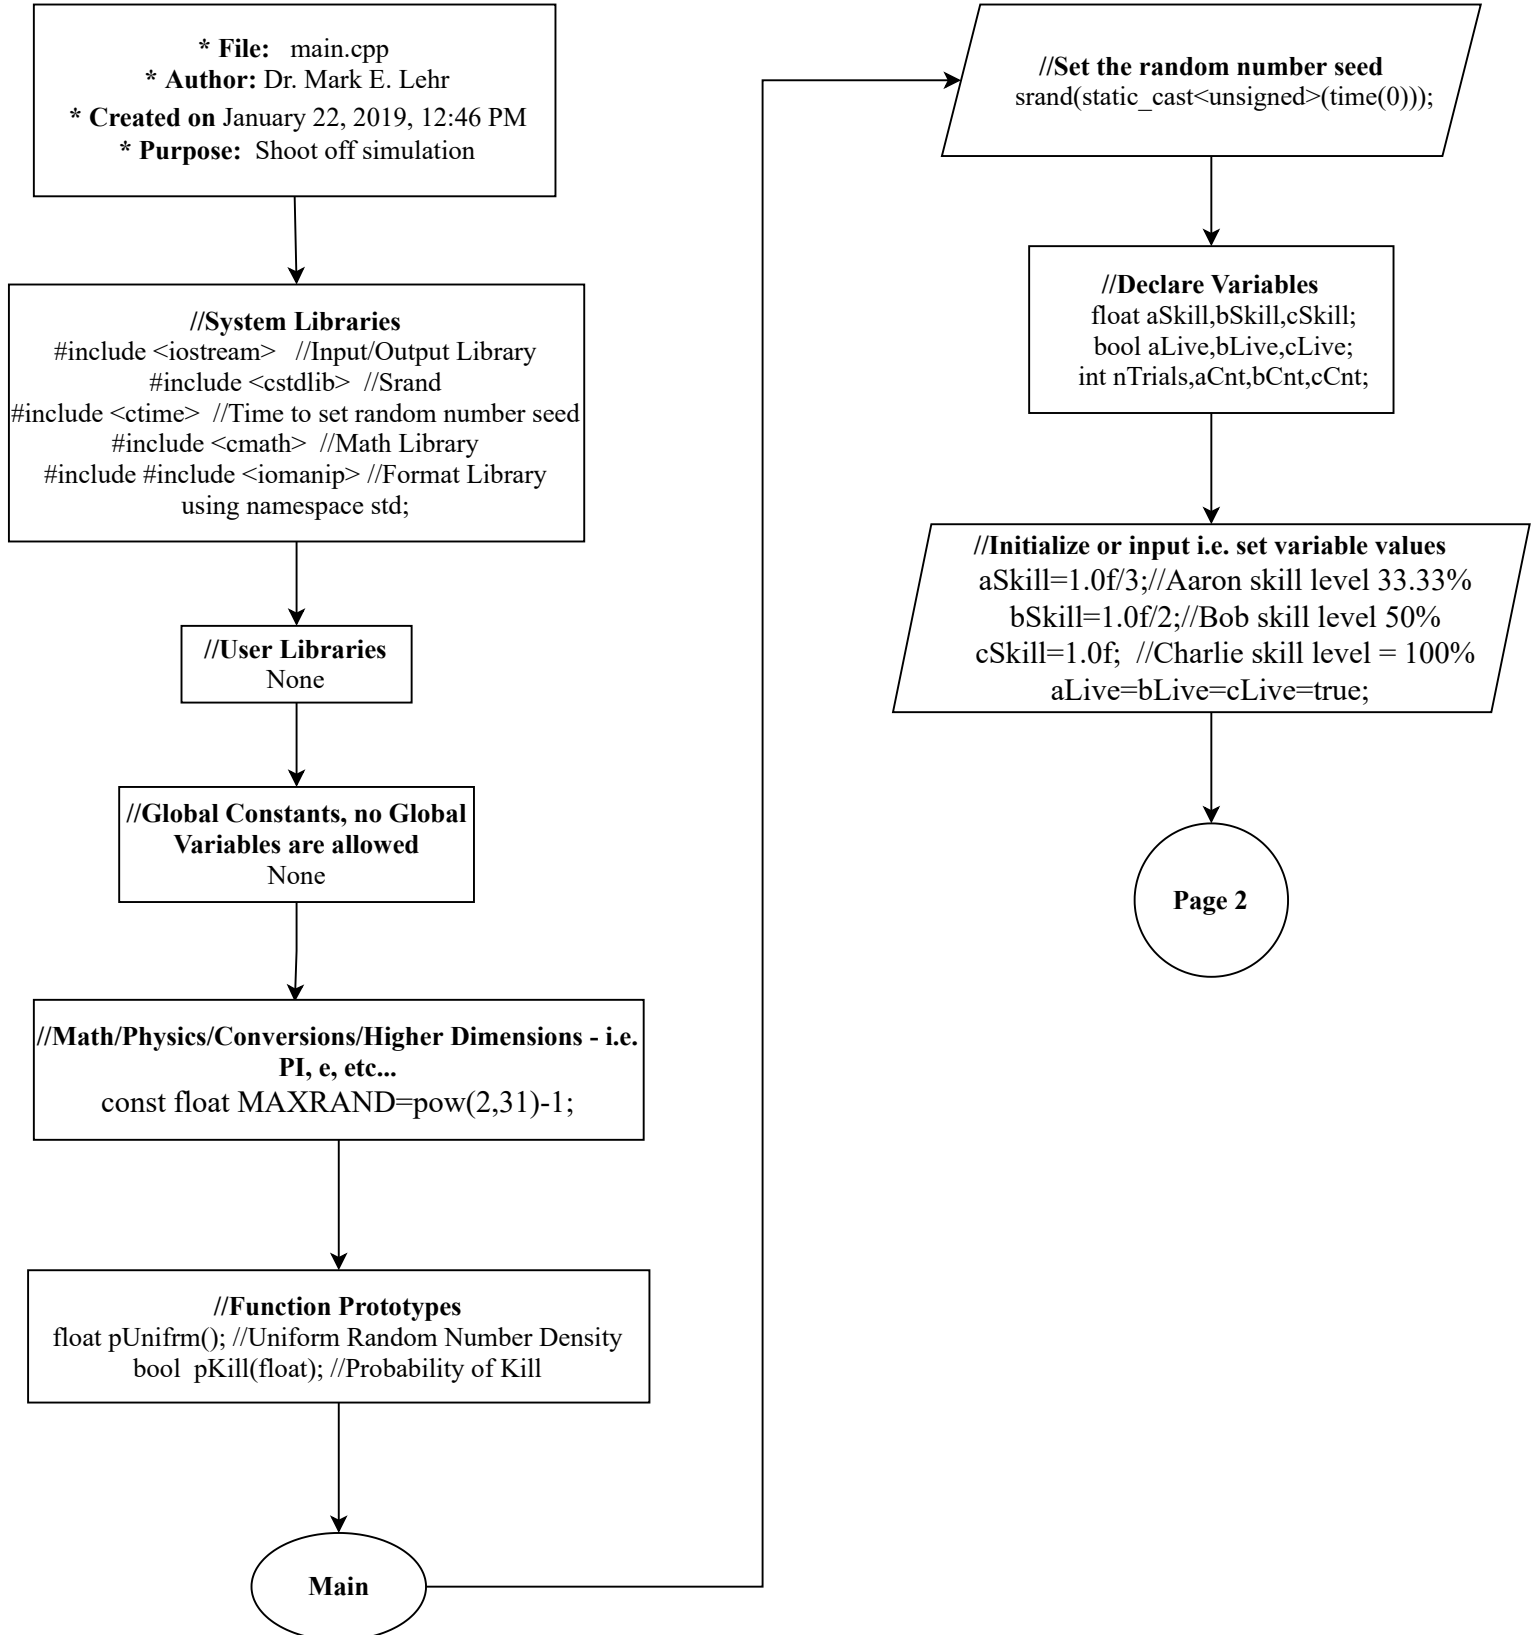 * File: main.cpp
* Author: Dr. Mark E. Lehr
* Created on January 22, 2019, 12:46 PM
* Purpose: Shoot off simulation
//System Libraries
#include <iostream> //Input/Output Library
#include <cstdlib> //Srand
#include <ctime> //Time to set random number seed
#include <cmath> //Math Library
#include #include <iomanip> //Format Library
using namespace std;
//User Libraries
None
//Global Constants, no Global
Variables are allowed
None
//Math/Physics/Conversions/Higher Dimensions - i.e.
PI, e, etc...
const float MAXRAND=pow(2,31)-1;
//Function Prototypes
float pUnifrm(); //Uniform Random Number Density
bool pKill(float); //Probability of Kill
Main
//Set the random number seed
srand(static_cast<unsigned>(time(0)));
//Declare Variables
float aSkill,bSkill,cSkill;
bool aLive,bLive,cLive;
int nTrials,aCnt,bCnt,cCnt;
//Initialize or input i.e. set variable values
aSkill=1.0f/3;//Aaron skill level 33.33%
bSkill=1.0f/2;//Bob skill level 50%
cSkill=1.0f; //Charlie skill level = 100%
aLive=bLive=cLive=true;
Page 2